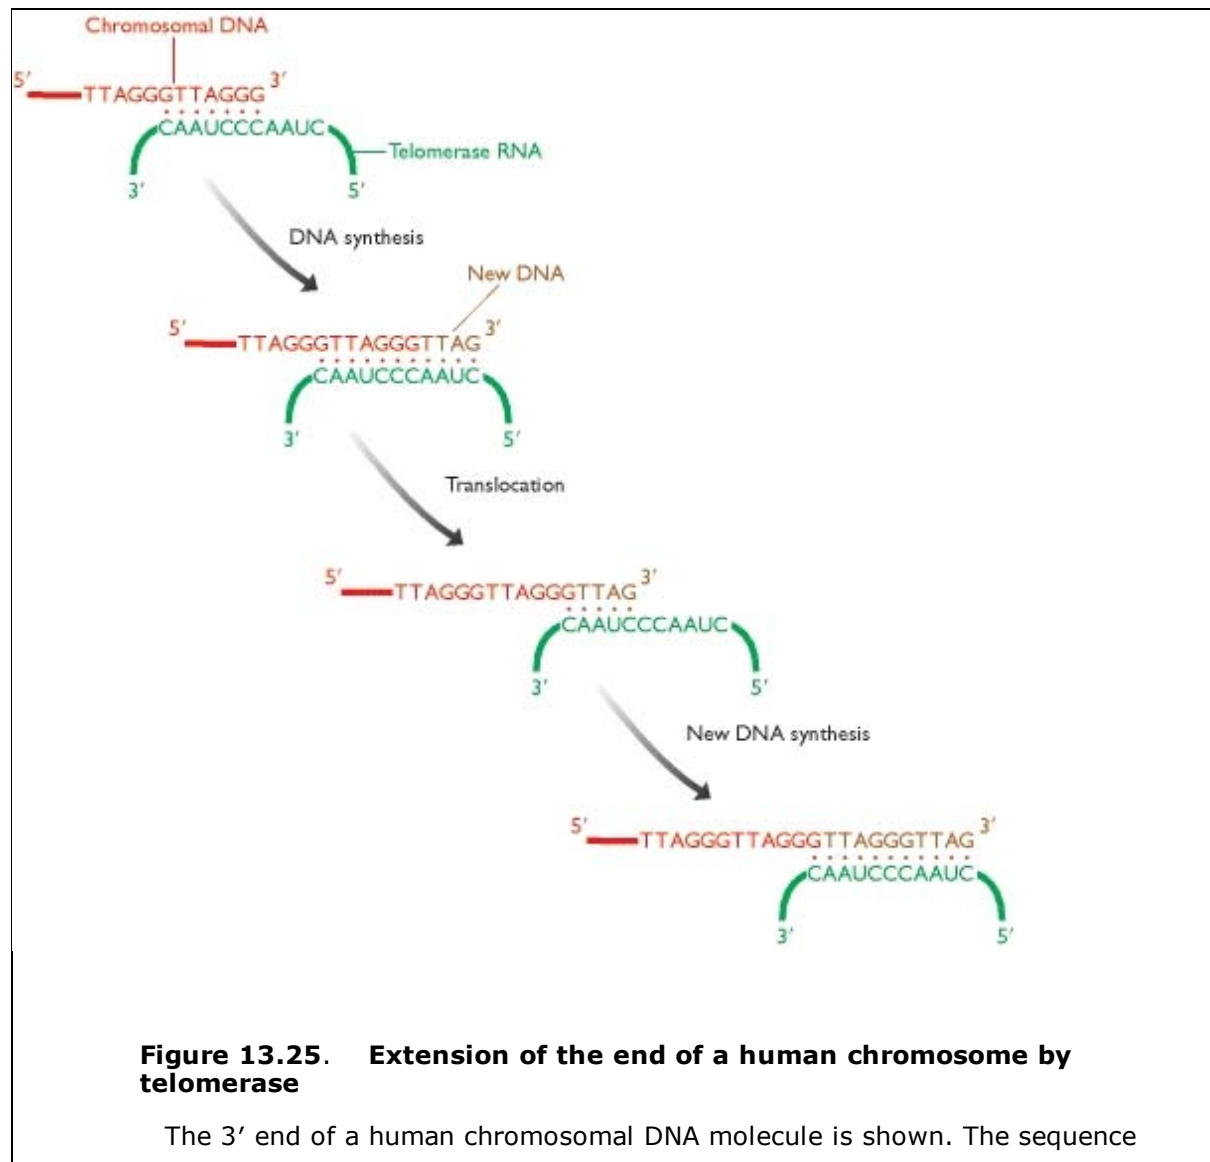 Chromosomal DNA
5′ TTAGGGTTAGGG 3′
CAAUCCCAAUC
Telomerase RNA
3′ 5′
DNA synthesis
New DNA
5′ TTAGGGTTAGGGTTAG 3′
CAAUCCCAAUC
3′ 5′
Translocation
5′ TTAGGGTTAGGGTTAG 3′
CAAUCCCAAUC
3′ 5′
New DNA synthesis
5′ TTAGGGTTAGGGTTAGGGTTAG 3′
CAAUCCCAAUC
3′ 5′
Figure 13.25. Extension of the end of a human chromosome by
telomerase
The 3′ end of a human chromosomal DNA molecule is shown. The sequence